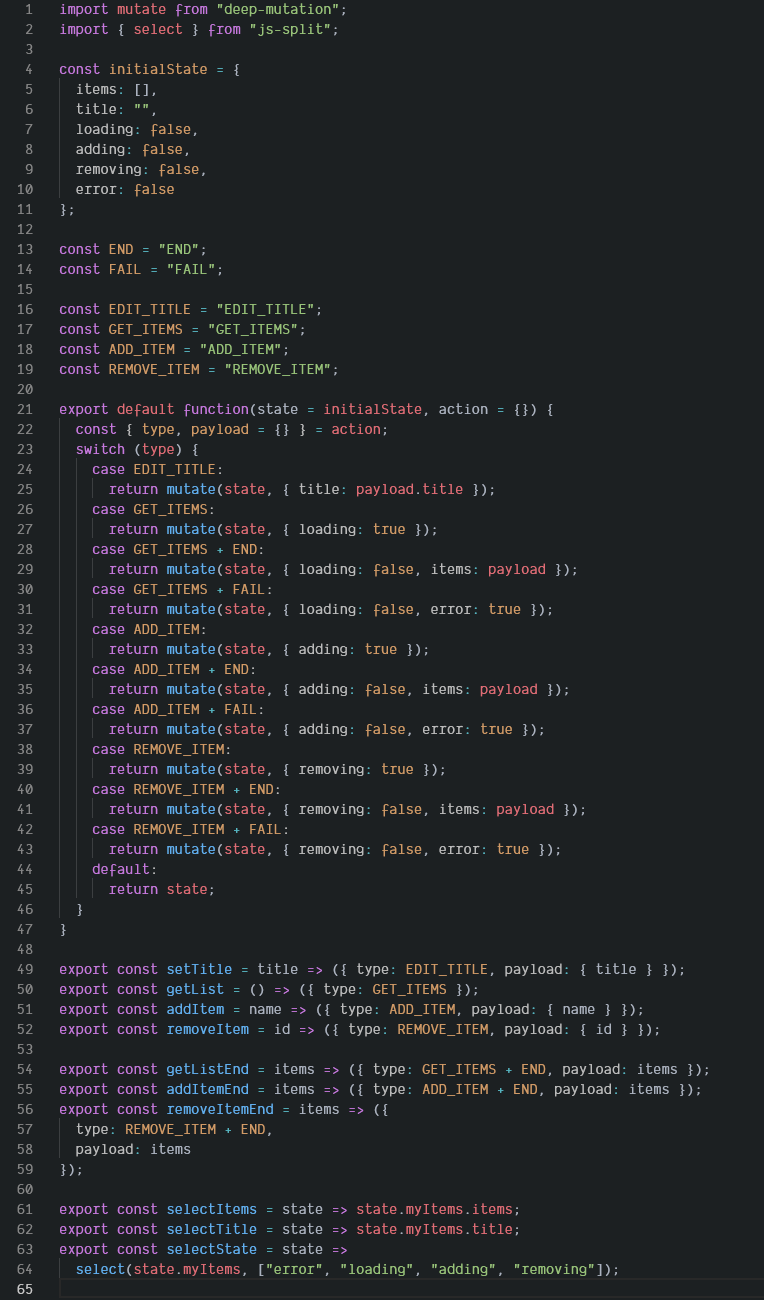 1 import mutate from "deep-mutation";
2 import { select } from "js-split";
3
4 const initialState = {
5 items: [],
6 title: "",
7 loading: false,
8 adding: false,
9 removing: false,
10 error: false
11 };
12
13 const END = "END";
14 const FAIL = "FAIL";
15
16 const EDIT_TITLE = "EDIT_TITLE";
17 const GET_ITEMS = "GET_ITEMS";
18 const ADD_ITEM = "ADD_ITEM";
19 const REMOVE_ITEM = "REMOVE_ITEM";
20
21 export default function(state = initialState, action = {}) {
22 const { type, payload = {} } = action;
23 switch (type) {
24 case EDIT_TITLE:
25 return mutate(state, { title: payload.title });
26 case GET_ITEMS:
27 return mutate(state, { loading: true });
28 case GET_ITEMS + END:
29 return mutate(state, { loading: false, items: payload });
30 case GET_ITEMS + FAIL:
31 return mutate(state, { loading: false, error: true });
32 case ADD_ITEM:
33 return mutate(state, { adding: true });
34 case ADD_ITEM + END:
35 return mutate(state, { adding: false, items: payload });
36 case ADD_ITEM + FAIL:
37 return mutate(state, { adding: false, error: true });
38 case REMOVE_ITEM:
39 return mutate(state, { removing: true });
40 case REMOVE_ITEM + END:
41 return mutate(state, { removing: false, items: payload });
42 case REMOVE_ITEM + FAIL:
43 return mutate(state, { removing: false, error: true });
44 default:
45 return state;
46 }
47 }
48
49 export const setTitle = title => ({ type: EDIT_TITLE, payload: { title } });
50 export const getList = () => ({ type: GET_ITEMS });
51 export const addItem = name => ({ type: ADD_ITEM, payload: { name } });
52 export const removeItem = id => ({ type: REMOVE_ITEM, payload: { id } });
53
54 export const getListEnd = items => ({ type: GET_ITEMS + END, payload: items });
55 export const addItemEnd = items => ({ type: ADD_ITEM + END, payload: items });
56 export const removeItemEnd = items => ({
57 type: REMOVE_ITEM + END,
58 payload: items
59 });
60
61 export const selectItems = state => state.myItems.items;
62 export const selectTitle = state => state.myItems.title;
63 export const selectState = state =>
64 select(state.myItems, ["error", "loading", "adding", "removing"]);
65